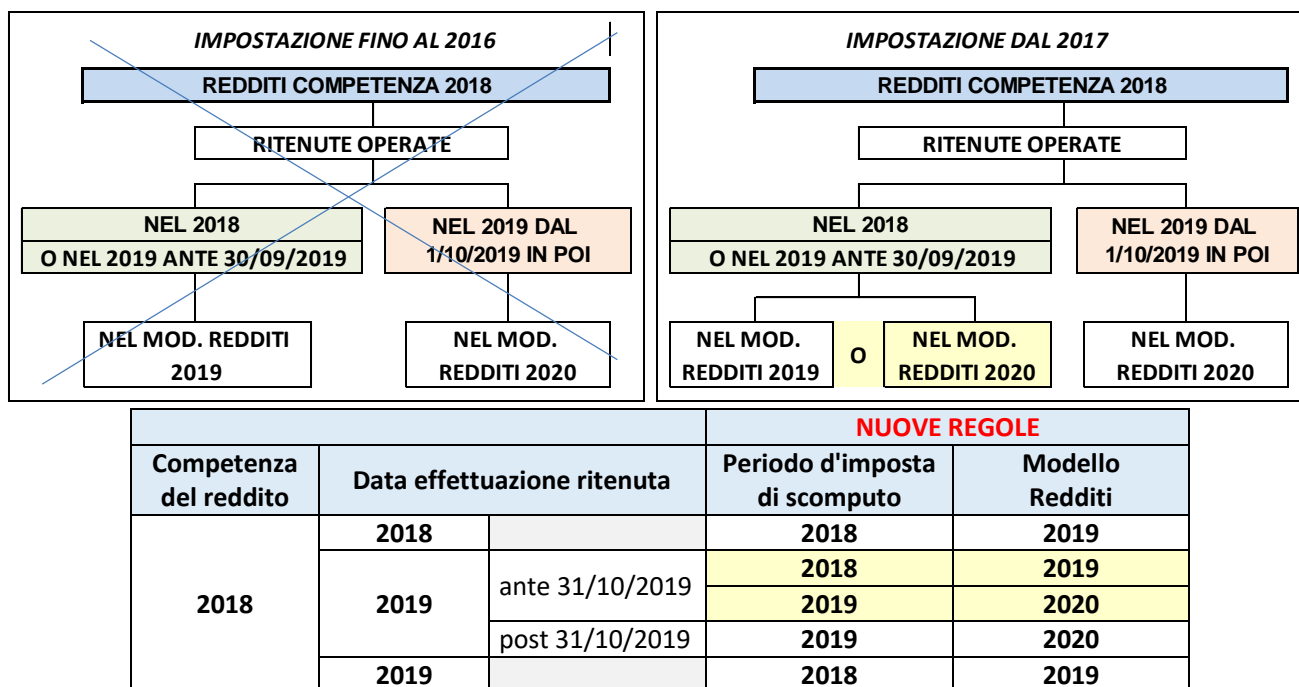 IMPOSTAZIONE FINO AL 2016
REDDITI COMPETENZA 2018
RITENUTE OPERATE
NEL 2018
O NEL 2019 ANTE 30/09/2019
NEL 2019 DAL
1/10/2019 IN POI
NEL MOD. REDDITI
2019
NEL MOD.
REDDITI 2020
IMPOSTAZIONE DAL 2017
REDDITI COMPETENZA 2018
RITENUTE OPERATE
NEL 2018
O NEL 2019 ANTE 30/09/2019
NEL 2019 DAL
1/10/2019 IN POI
NEL MOD.
REDDITI 2019
O
NEL MOD.
REDDITI 2020
NEL MOD.
REDDITI 2020
NUOVE REGOLE
Competenza
del reddito
Data effettuazione ritenuta
Periodo d'imposta
di scomputo
Modello
Redditi
2018
2018
2018
2019
2019
ante 31/10/2019
2018
2019
2019
2020
post 31/10/2019
2019
2020
2019
2018
2019